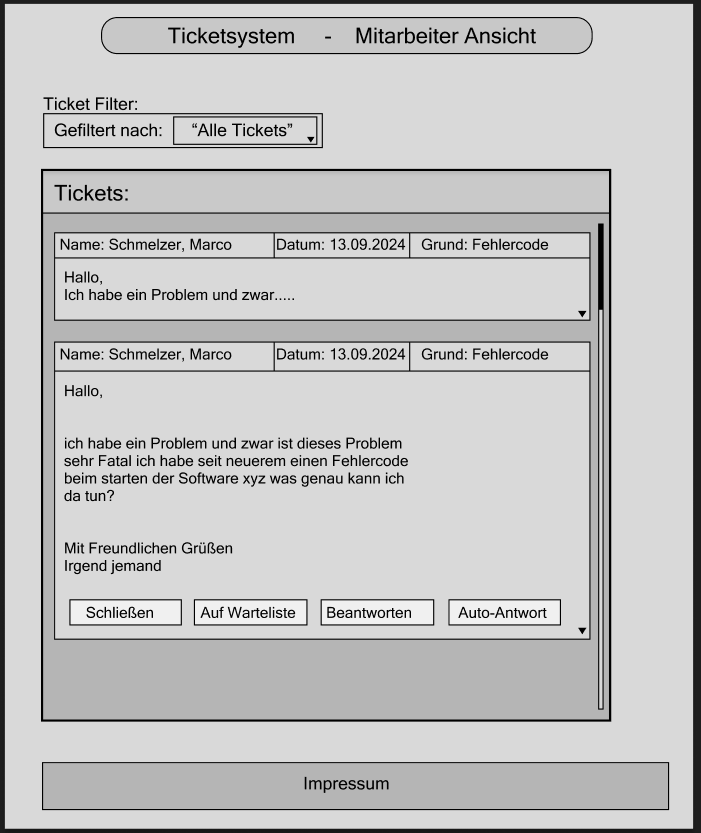 Ticketsystem - Mitarbeiter Ansicht
Ticket Filter:
Gefiltert nach: “Alle Tickets”
Tickets:
Name: Schmelzer, Marco Datum: 13.09.2024 Grund: Fehlercode
Hallo,
Ich habe ein Problem und zwar.....
Name: Schmelzer, Marco Datum: 13.09.2024 Grund: Fehlercode
Hallo,
ich habe ein Problem und zwar ist dieses Problem
sehr Fatal ich habe seit neuerem einen Fehlercode
beim starten der Software xyz was genau kann ich
da tun?
Mit Freundlichen Grüßen
Irgend jemand
Schließen Auf Warteliste Beantworten Auto-Antwort
Impressum